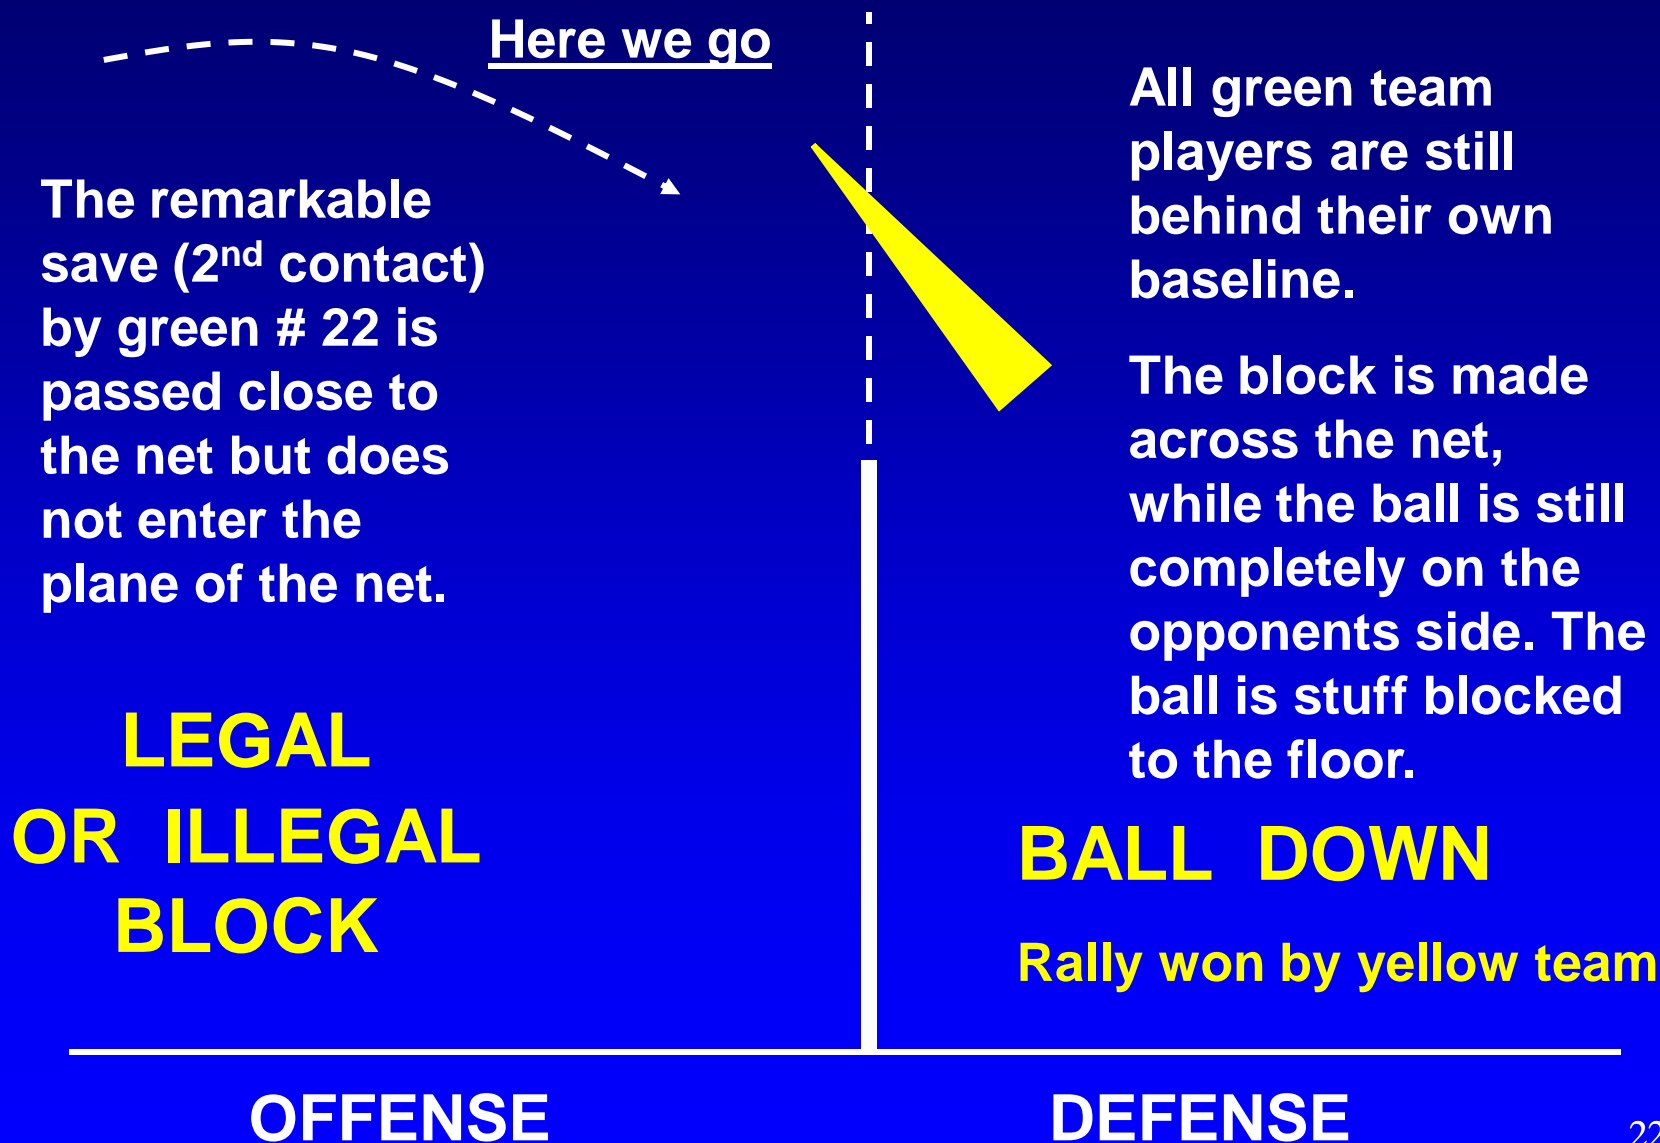 Here we go
The remarkable
save (2nd contact)
by green # 22 is
passed close to
the net but does
not enter the
plane of the net.
LEGAL
OR ILLEGAL
BLOCK
All green team
players are still
behind their own
baseline.
The block is made
across the net,
while the ball is still
completely on the
opponents side. The
ball is stuff blocked
to the floor.
BALL DOWN
Rally won by yellow team
OFFENSE
DEFENSE
22